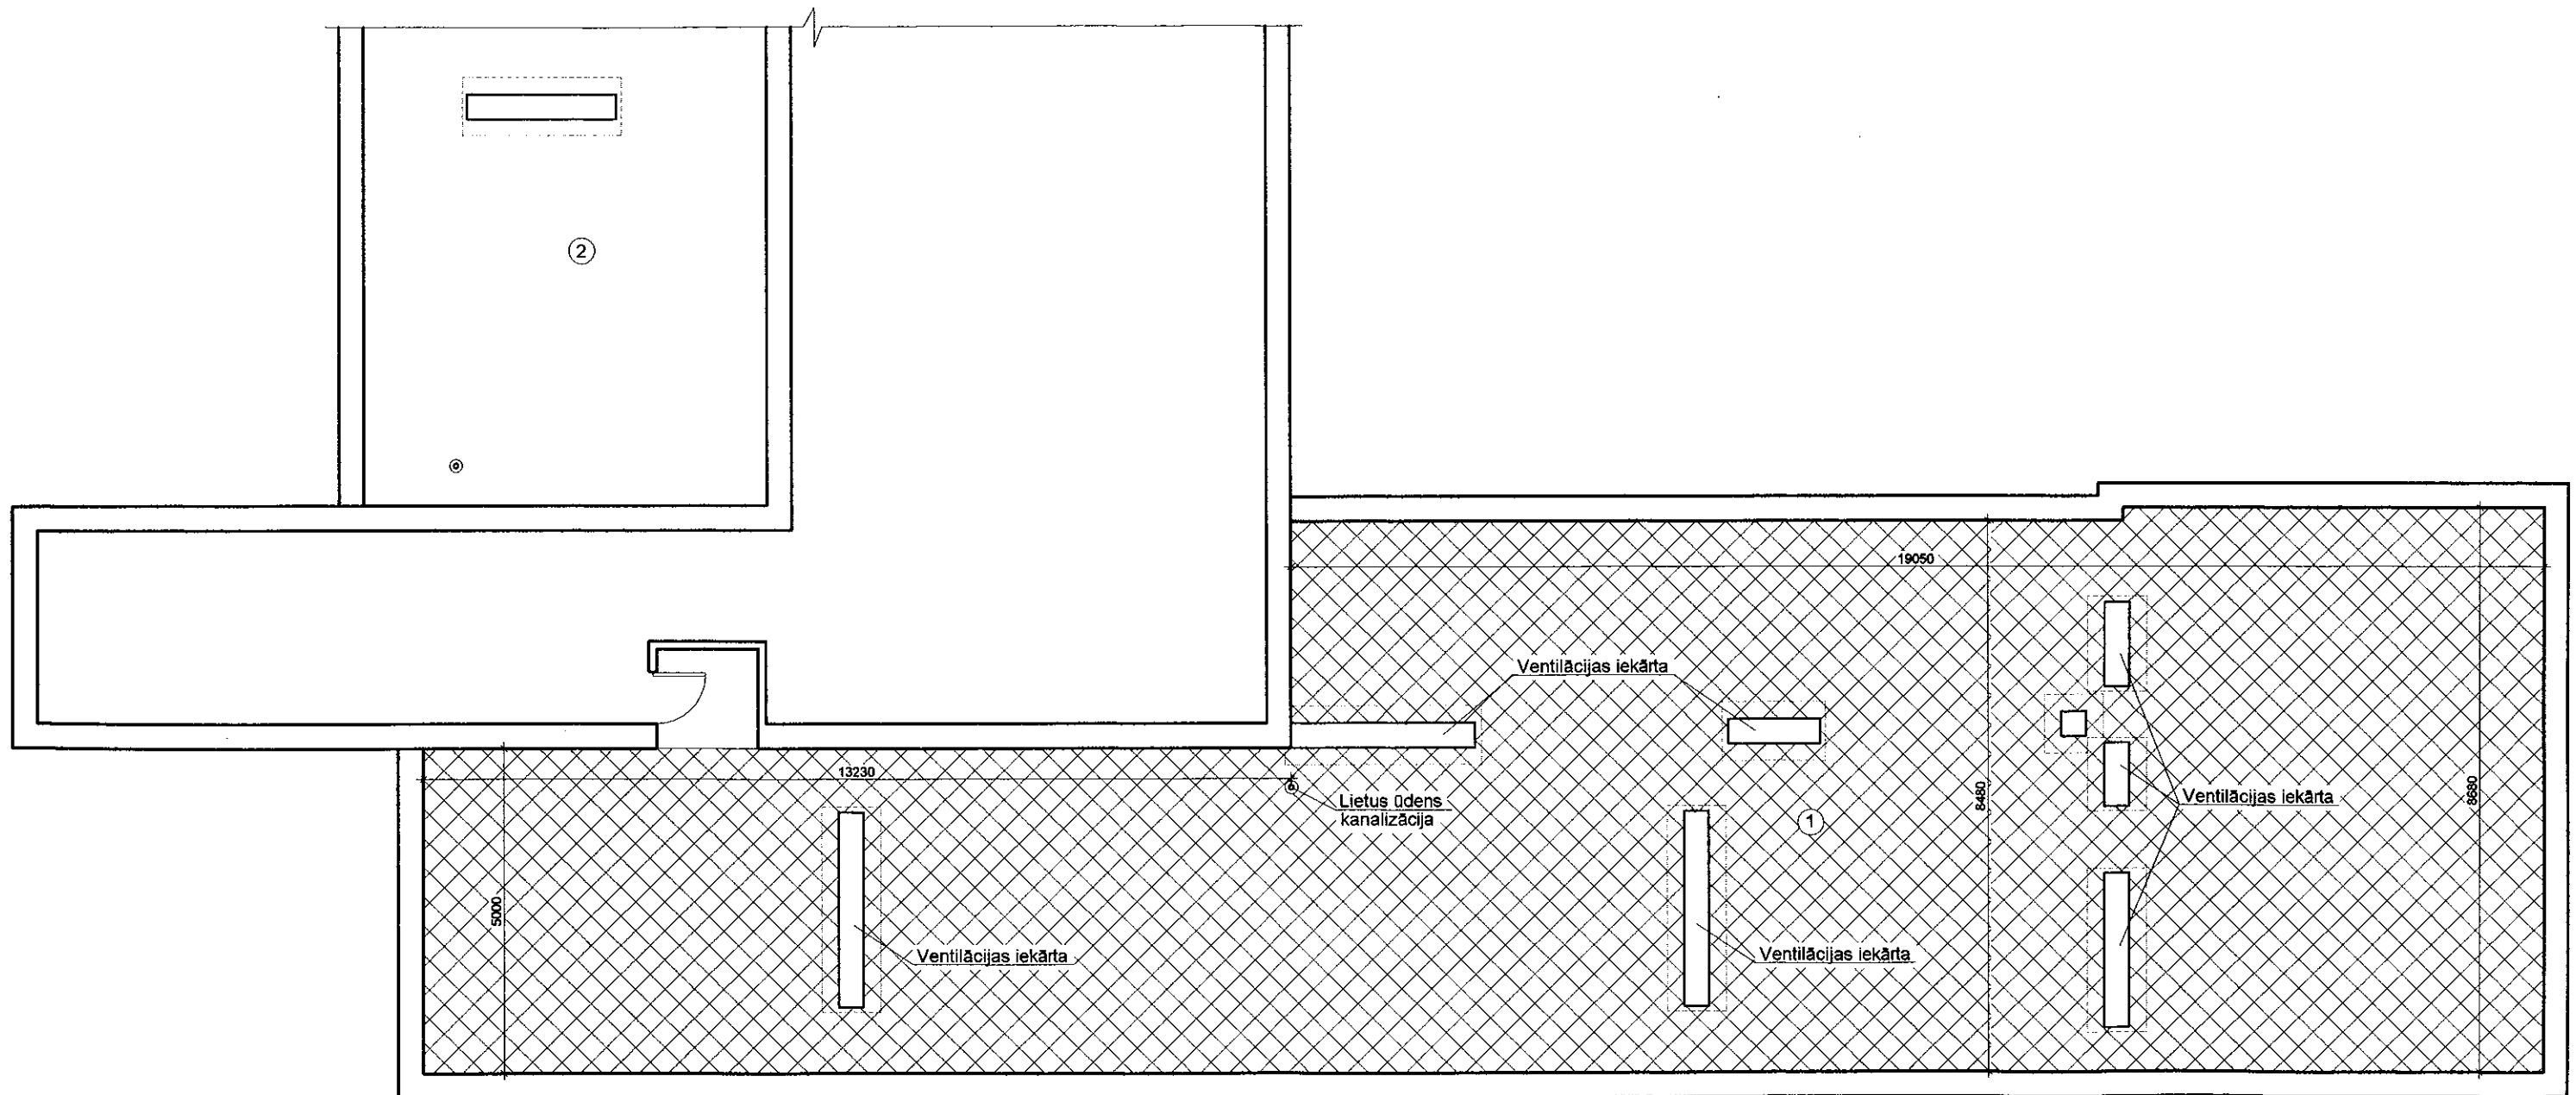 2
19050
Ventilācijas iekārta
13230
Lietus ūdens
kanalizācija
8480
8680
Ventilācijas iekārta
1
5000
Ventilācijas iekārta
Ventilācijas iekārta